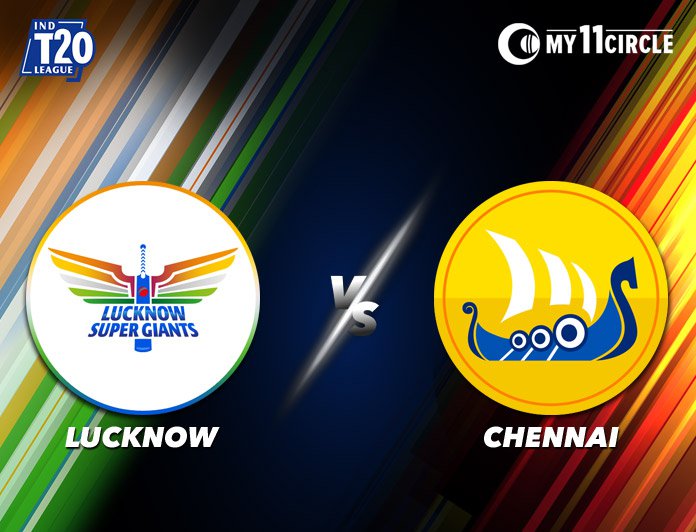 IND
T20
LEAGUE
MY11CIRCLE
LUCKNOW
SUPER GIANTS
VS
LUCKNOW
CHENNAI